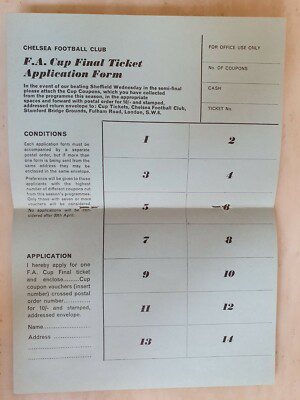 CHELSEA FOOTBALL CLUB
F.A. Cup Final Ticket
Application Form
In the event of our beating Sheffield Wednesday in the semi-final
please attach the Cup Coupons, which you have collected
from the programme this season, in the appropriate
spaces and forward with postal order for 10/- and stamped,
addressed return envelope to: Cup Tickets, Chelsea Football Club,
Stamford Bridge Grounds, Fulham Road, London, S.W.6
FOR OFFICE USE ONLY
No. OF COUPONS
CASH
TICKET No.
CONDITIONS
Each application form must be
accompanied by a separate
postal order, but if more than
one form is being sent from the
same address they may be
enclosed in the same envelope.
Preference will be given to those
applicants with the highest
number of different coupons cut
from this season's programmes.
Only those with seven or more
vouchers will be considered.
No applications will be con-
sidered after 30th April.
APPLICATION
I hereby apply for one
F.A. Cup Final ticket
and enclose........Cup
coupon vouchers (insert
number) crossed postal
order number............
for 10/- and stamped,
addressed envelope.
Name
Address
1 2
3 4
5 6
7 8
9 10
11 12
13 14